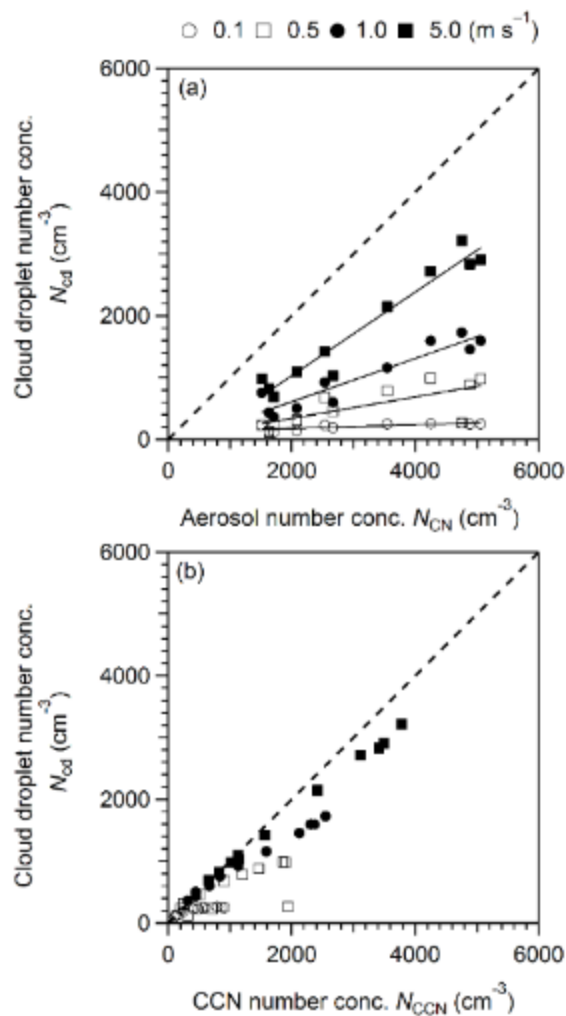 ○ 0.1 □ 0.5 ● 1.0 ■ 5.0 (m s⁻¹)
(a)
6000
4000
2000
0
Cloud droplet number conc.
N_cd (cm⁻³)
0 2000 4000 6000
Aerosol number conc. N_CN (cm⁻³)
(b)
6000
4000
2000
0
Cloud droplet number conc.
N_cd (cm⁻³)
0 2000 4000 6000
CCN number conc. N_CCN (cm⁻³)